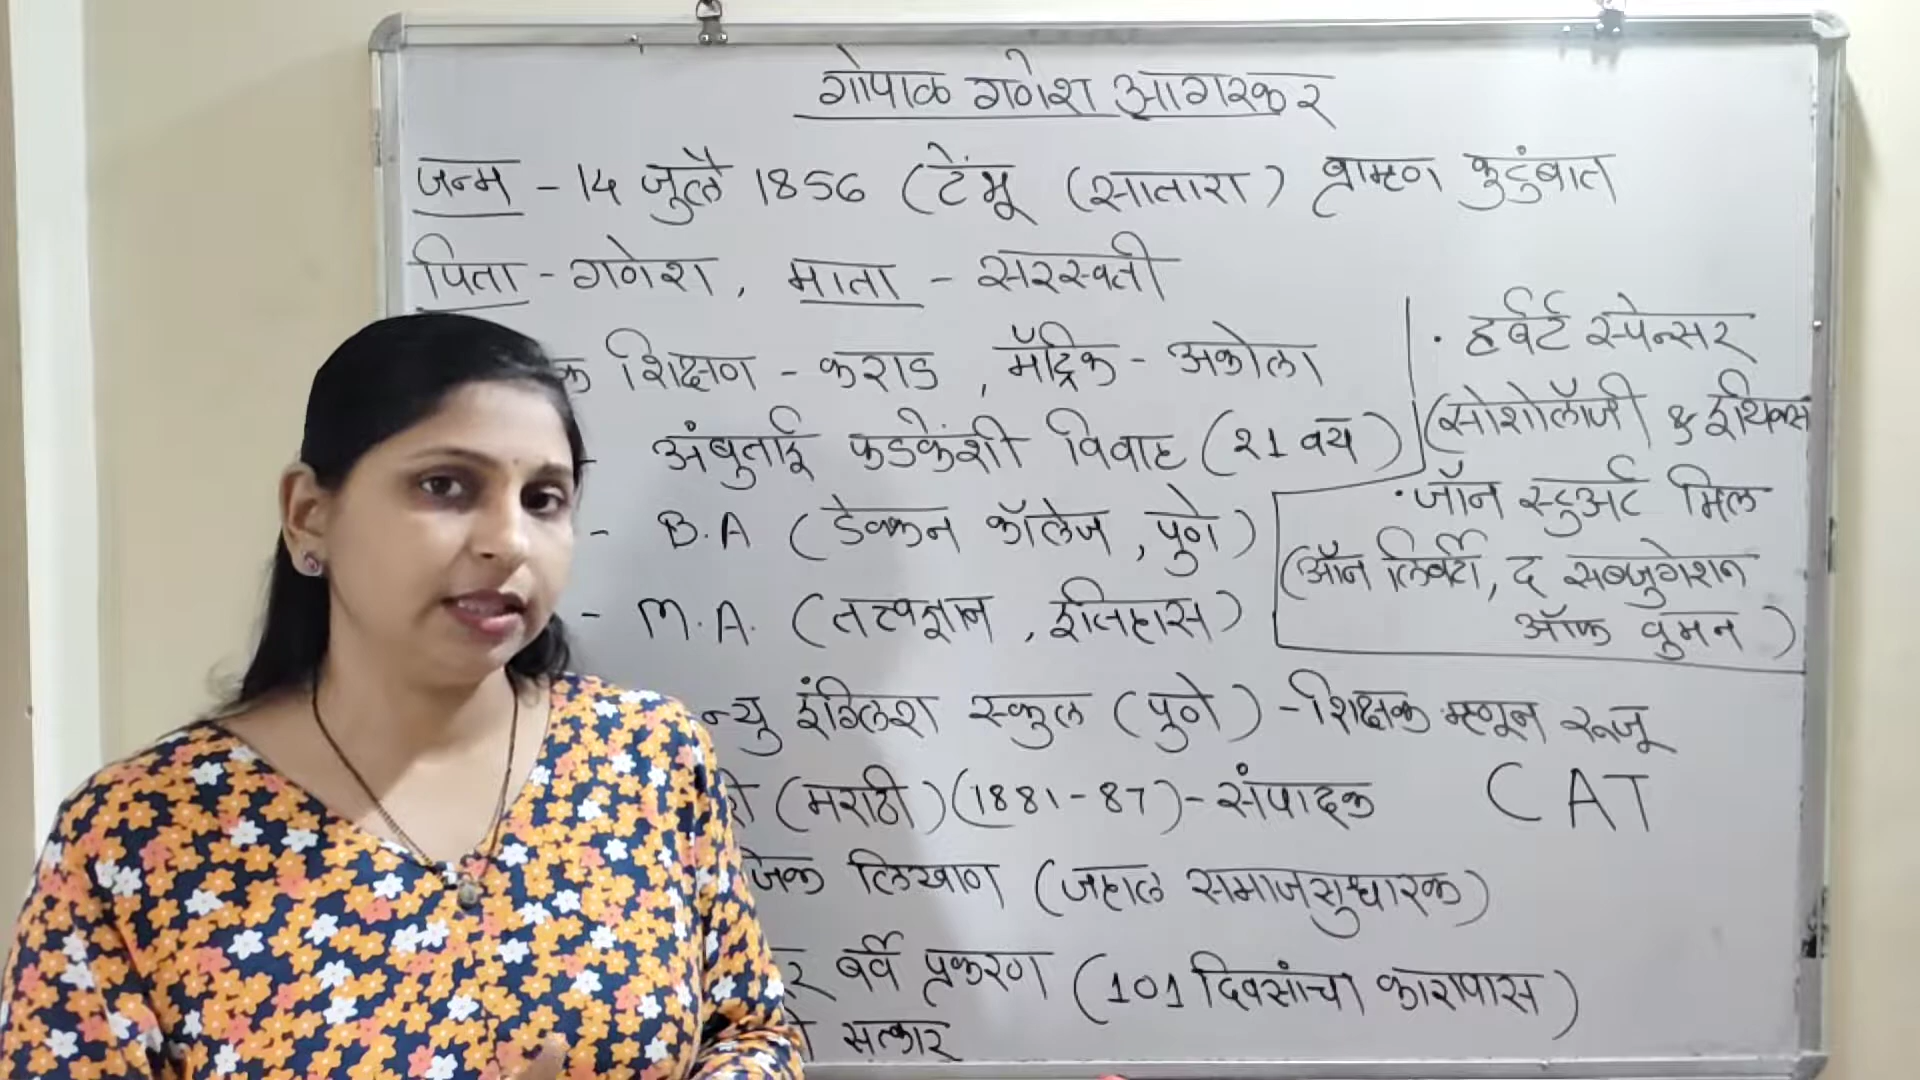 गोपाळ गणेश आगरकर
जन्म - 14 जुलै 1856 (टेंभू (सातारा) ब्राम्हण कुटुंबात
पिता - गणेश, माता - सरस्वती
क शिक्षण - कराड, मॅट्रिक - अकोला
- अंबुताई फडकेंशी विवाह (21 वय)
- B.A (डेक्कन कॉलेज, पुणे)
- M.A. (तत्वज्ञान, इतिहास)
• हर्बर्ट स्पेन्सर
(सोशोलॉजी & इथिक्स
• जॉन स्टुअर्ट मिल
(ऑन लिबर्टी, द सब्जुगेशन
ऑफ वुमन)
न्यु इंग्लिश स्कुल (पुणे) - शिक्षक म्हणून रूजू
री (मराठी) (1881-87) - संपादक CAT
जिक लिखाण (जहाल समाजसुधारक)
र बर्वे प्रकरण (101 दिवसांचा कारावास)
सत्कार